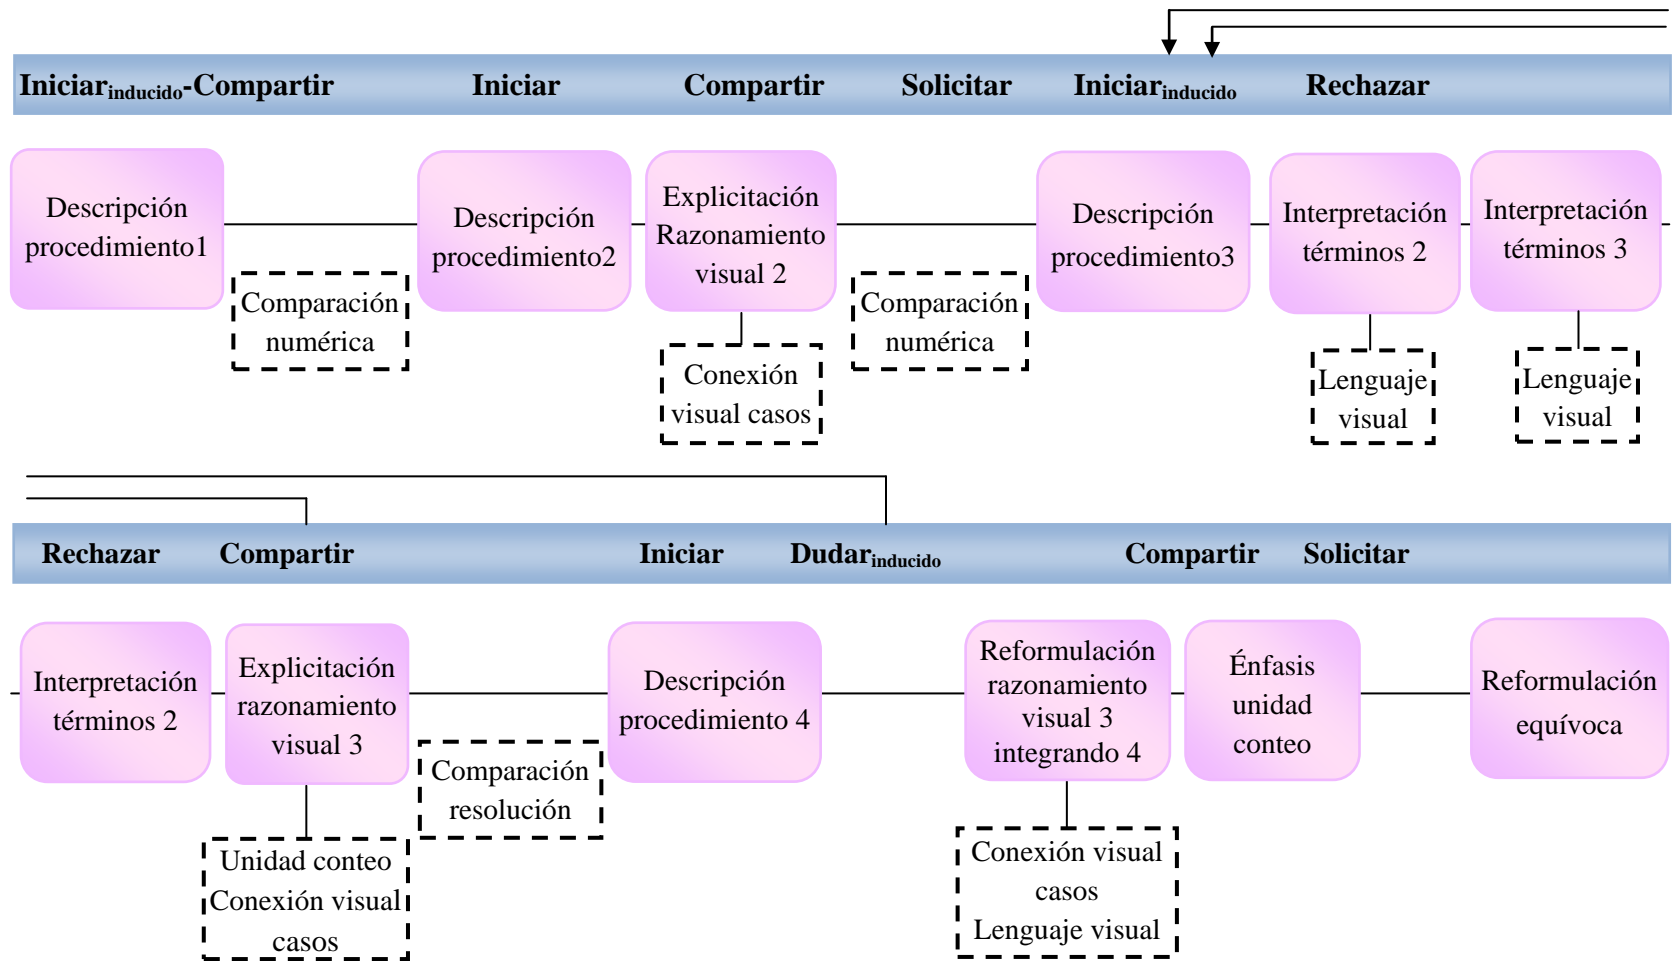 Iniciarinducido-Compartir Iniciar Compartir Solicitar Iniciarinducido Rechazar
Descripción
procedimiento1
Comparación
numérica
Descripción
procedimiento2
Explicitación
Razonamiento
visual 2
Conexión
visual casos
Comparación
numérica
Descripción
procedimiento3
Interpretación
términos 2
Lenguaje
visual
Interpretación
términos 3
Lenguaje
visual
Rechazar Compartir Iniciar Dudarinducido Compartir Solicitar
Interpretación
términos 2
Explicitación
razonamiento
visual 3
Unidad conteo
Conexión visual
casos
Comparación
resolución
Descripción
procedimiento 4
Reformulación
razonamiento
visual 3
integrando 4
Conexión visual
casos
Lenguaje visual
Énfasis
unidad
conteo
Reformulación
equívoca